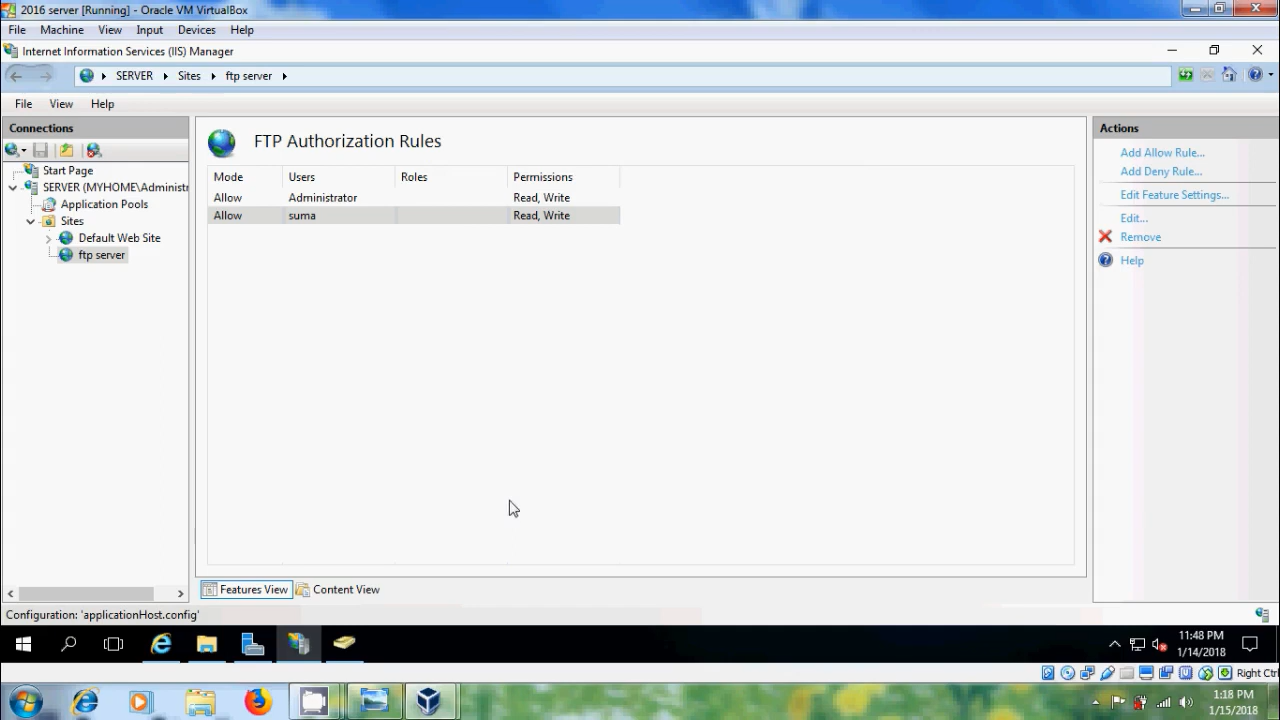 2016 server [Running] - Oracle VM VirtualBox
File Machine View Input Devices Help
Internet Information Services (IIS) Manager
SERVER Sites ftp server
File View Help
Connections
Start Page
SERVER (MYHOME\Administr
Application Pools
Sites
Default Web Site
ftp server
FTP Authorization Rules
Mode Users Roles Permissions
Allow Administrator Read, Write
Allow suma Read, Write
Features View Content View
Actions
Add Allow Rule...
Add Deny Rule...
Edit Feature Settings...
Edit...
Remove
Help
Configuration: 'applicationHost.config'
11:48 PM
1/14/2018
Right Ctrl
1:18 PM
1/15/2018